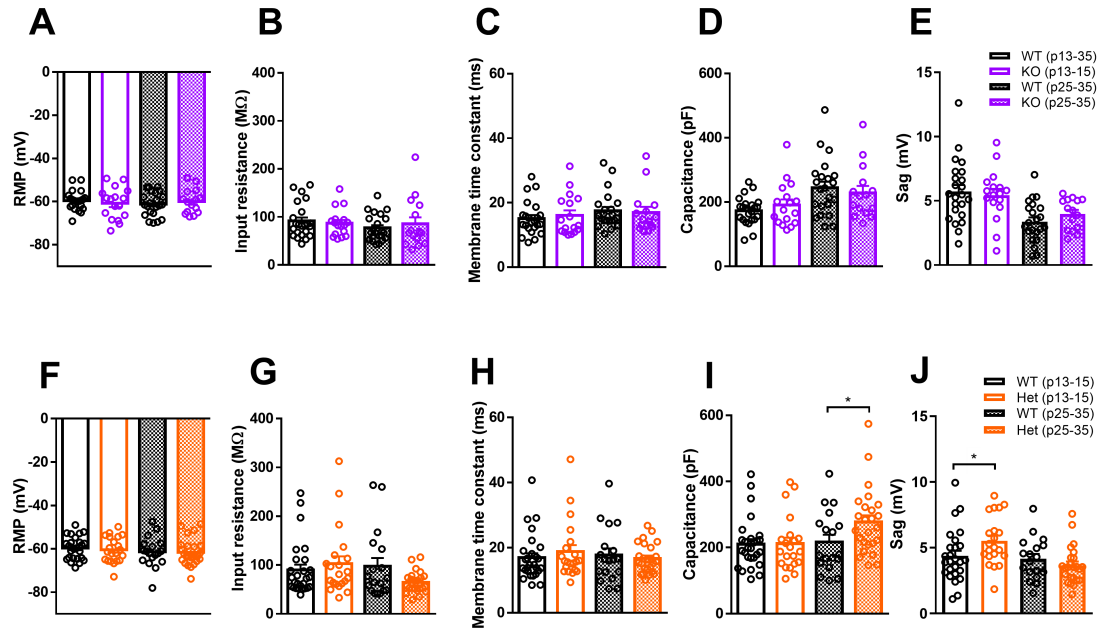 A
B
C
D
E
RMP (mV)
0
-20
-40
-60
-80
Input resistance (MΩ)
400
300
200
100
0
Membrane time constant (ms)
60
40
20
0
Capacitance (pF)
600
400
200
0
Sag (mV)
15
10
5
0
WT (p13-35)
KO (p13-15)
WT (p25-35)
KO (p25-35)
F
G
H
I
J
RMP (mV)
0
-20
-40
-60
-80
Input resistance (MΩ)
400
300
200
100
0
Membrane time constant (ms)
60
40
20
0
Capacitance (pF)
600
400
200
0
*
Sag (mV)
15
10
5
0
*
WT (p13-15)
Het (p13-15)
WT (p25-35)
Het (p25-35)